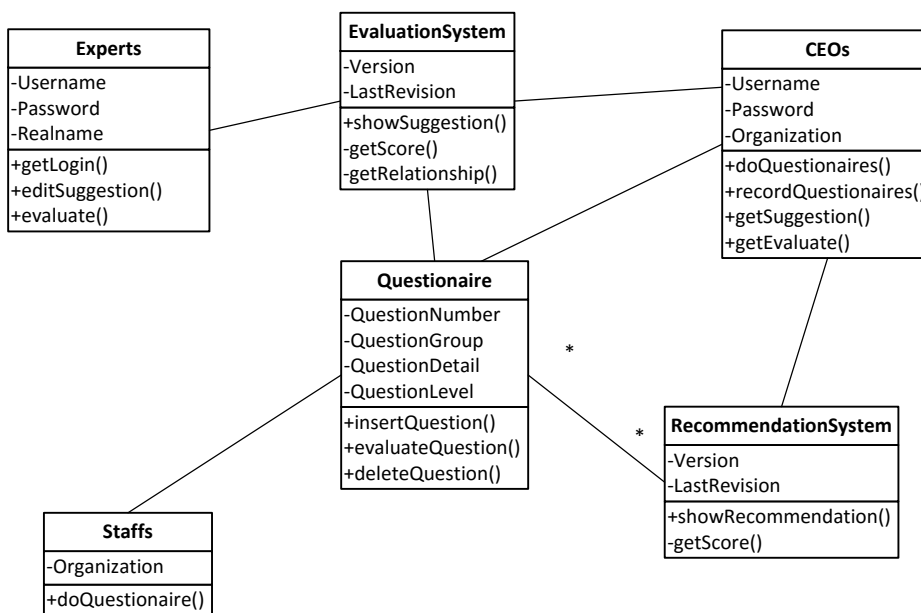 Experts
-Username
-Password
-Realname
+getLogin()
+editSuggestion()
+evaluate()
EvaluationSystem
-Version
-LastRevision
+showSuggestion()
-getScore()
-getRelationship()
CEOs
-Username
-Password
-Organization
+doQuestionaires()
+recordQuestionaires()
+getSuggestion()
+getEvaluate()
Questionaire
-QuestionNumber
-QuestionGroup
-QuestionDetail
-QuestionLevel
+insertQuestion()
+evaluateQuestion()
+deleteQuestion()
*
*
RecommendationSystem
-Version
-LastRevision
+showRecommendation()
-getScore()
Staffs
-Organization
+doQuestionaire()